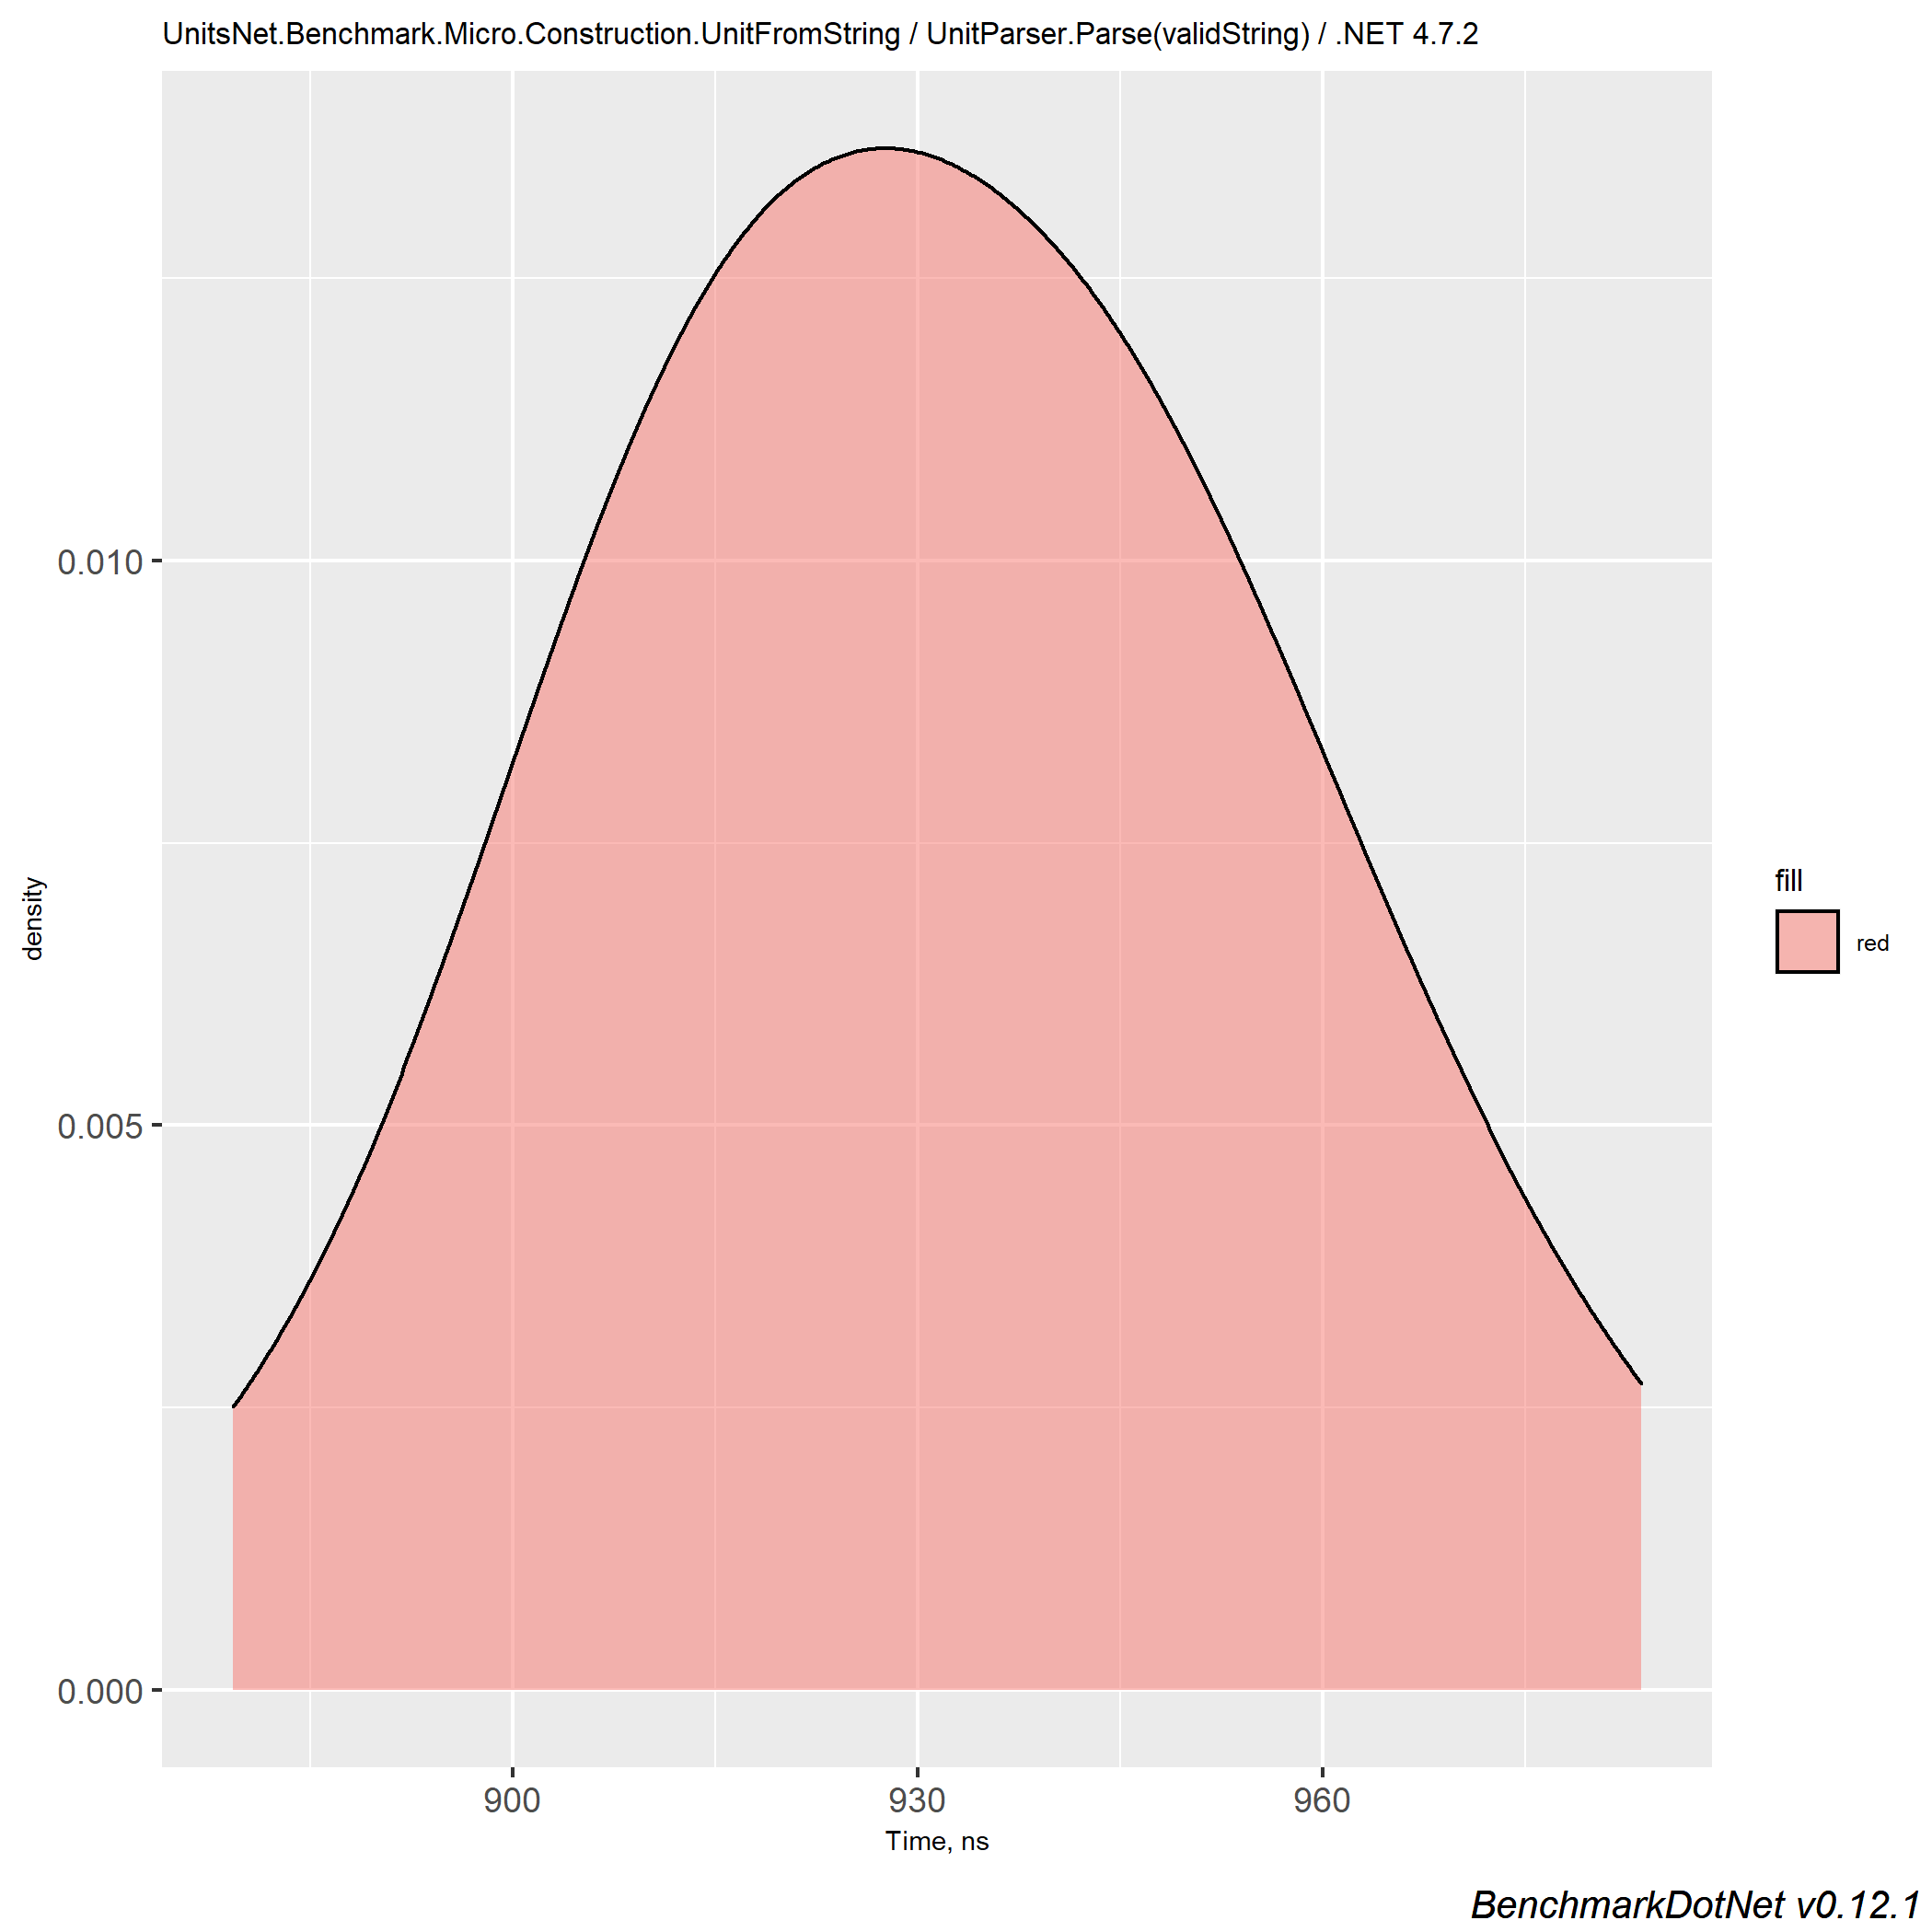 UnitsNet.Benchmark.Micro.Construction.UnitFromString / UnitParser.Parse(validString) / .NET 4.7.2
0.010
0.005
0.000
density
900 930 960
Time, ns
fill
red
BenchmarkDotNet v0.12.1